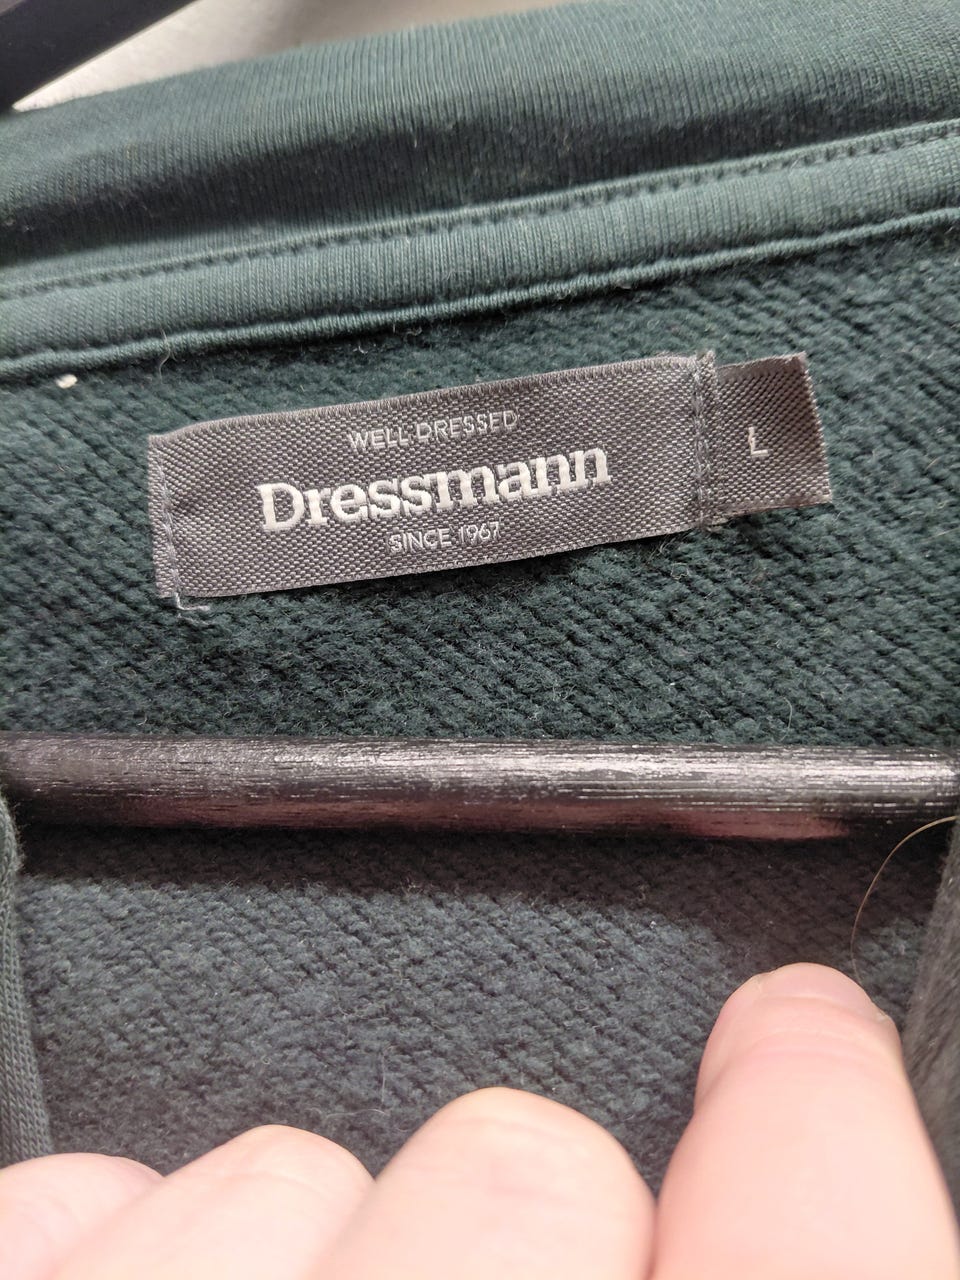 WELL-DRESSED
Dressmann
SINCE 1967
L